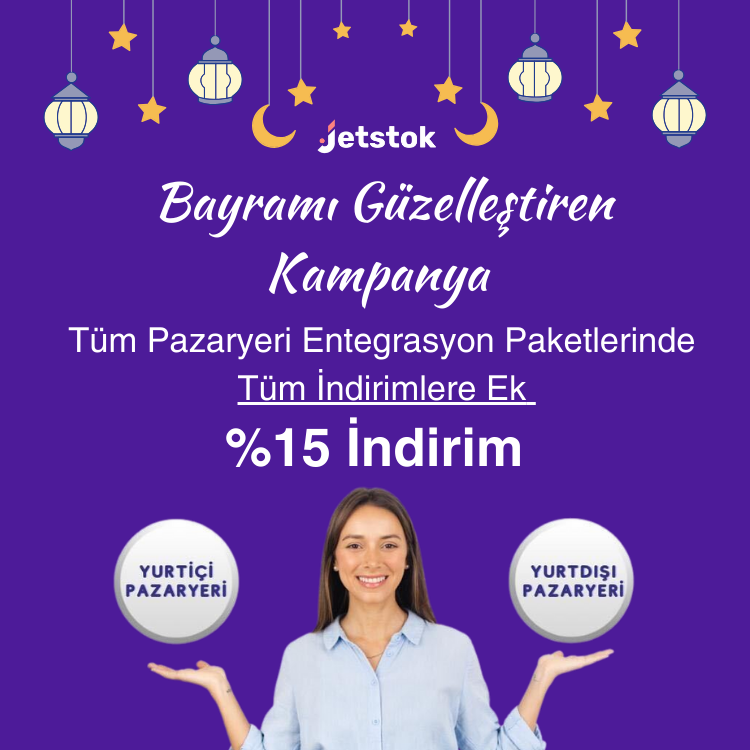 jetstok
Bayramı Güzelleştiren
Kampanya
Tüm Pazaryeri Entegrasyon Paketlerinde
Tüm İndirimlere Ek
%15 İndirim
YURTİÇİ
PAZARYERİ
YURTDIŞI
PAZARYERİ